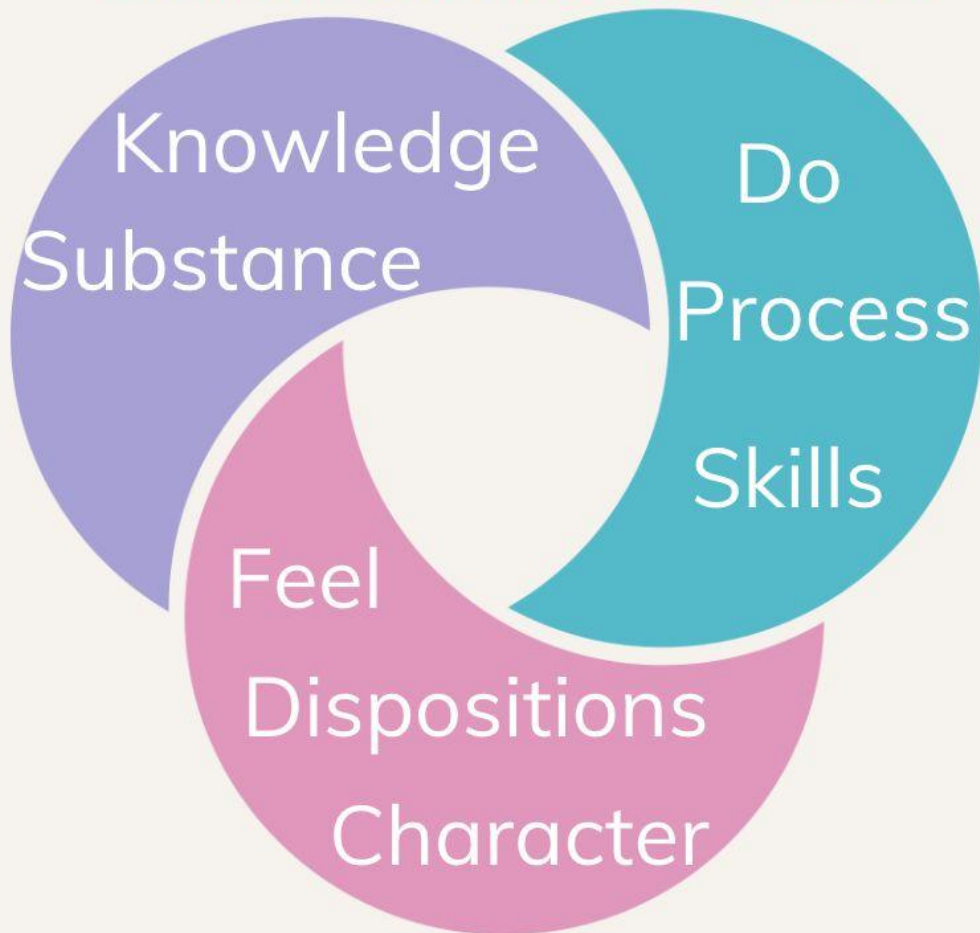 Knowledge
Substance
Do
Process
Skills
Feel
Dispositions
Character